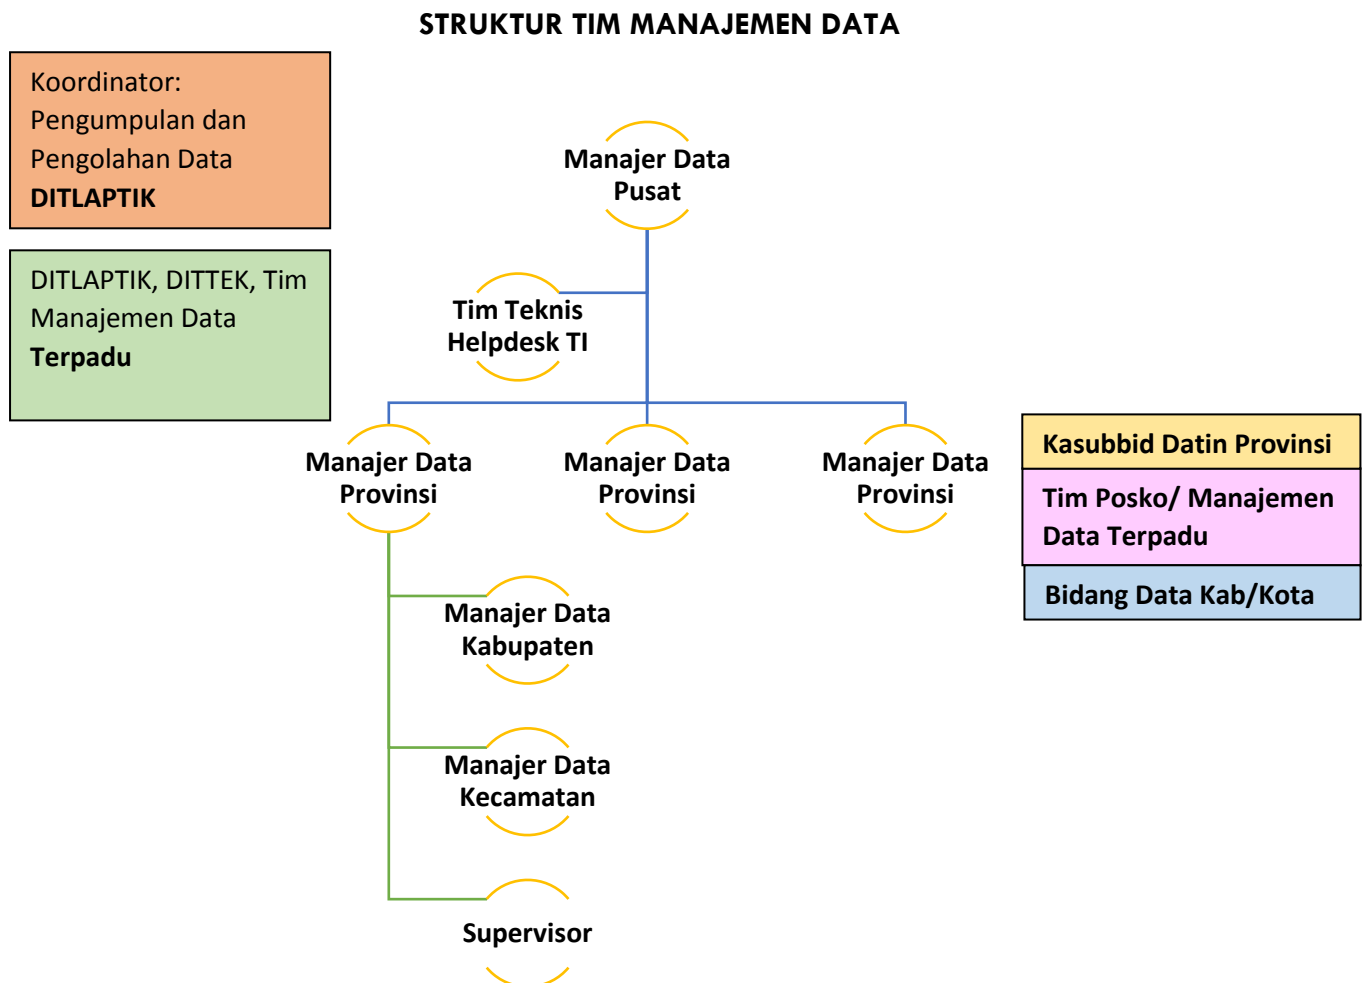 STRUKTUR TIM MANAJEMEN DATA
Koordinator:
Pengumpulan dan
Pengolahan Data
DITLAPTIK
DITLAPTIK, DITTEK, Tim
Manajemen Data
Terpadu
Manajer Data
Pusat
Tim Teknis
Helpdesk TI
Manajer Data
Provinsi
Manajer Data
Provinsi
Manajer Data
Provinsi
Kasubbid Datin Provinsi
Tim Posko/ Manajemen
Data Terpadu
Bidang Data Kab/Kota
Manajer Data
Kabupaten
Manajer Data
Kecamatan
Supervisor